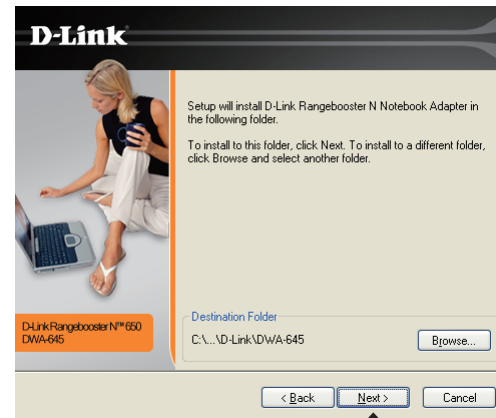 D-Link
Setup will install D-Link Rangebooster N Notebook Adapter in
the following folder.
To install to this folder, click Next. To install to a different folder,
click Browse and select another folder.
D-Link Rangebooster N™ 650
DWA-645
Destination Folder
C:\...\D-Link\DWA-645
Browse...
< Back
Next >
Cancel